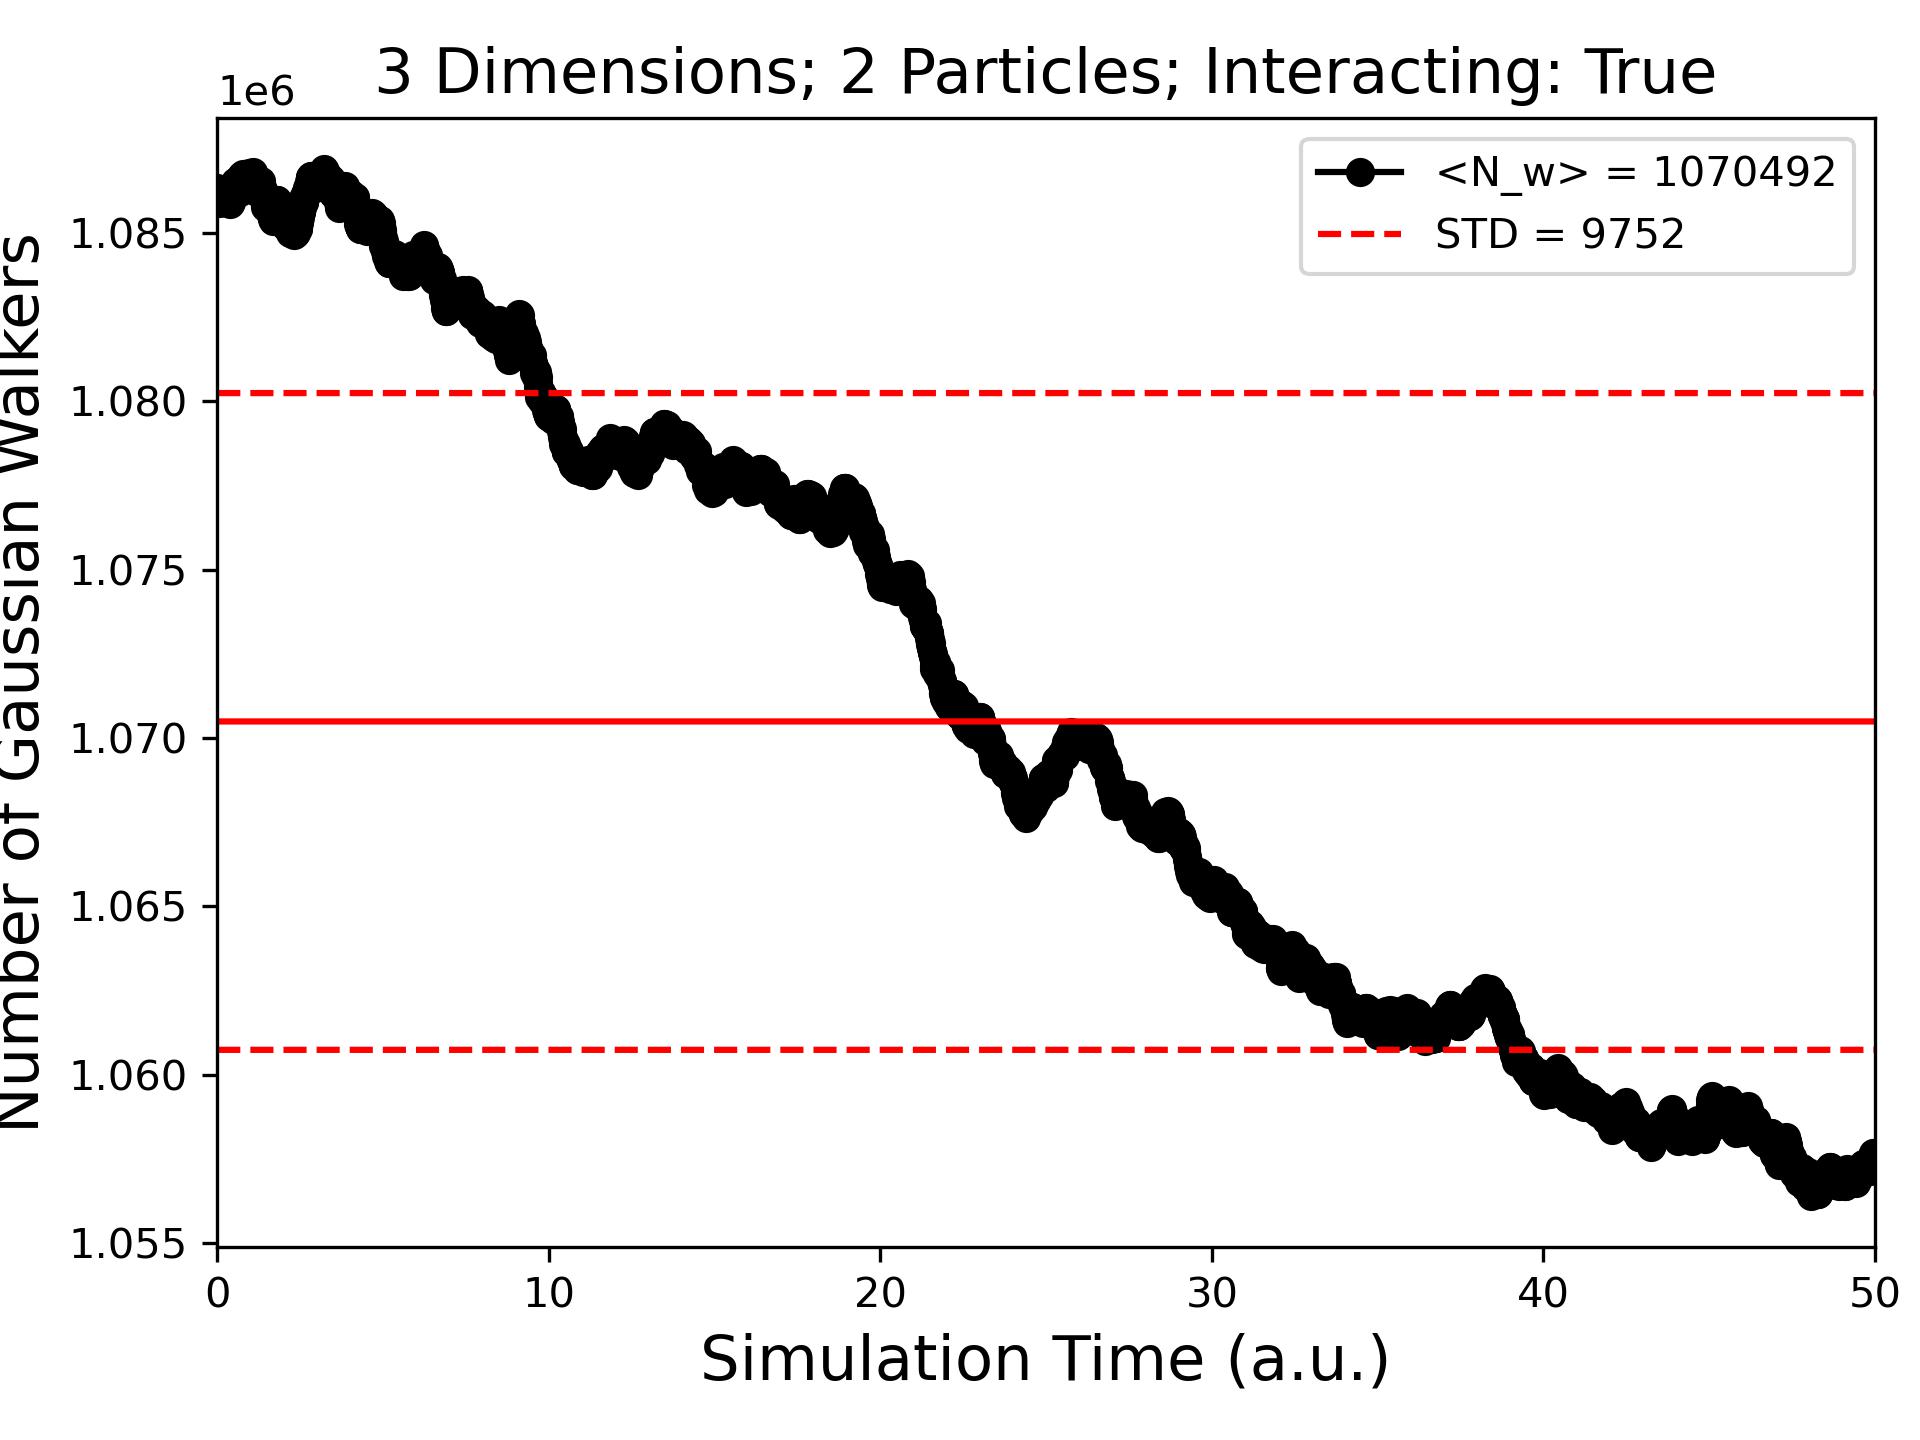 3 Dimensions; 2 Particles; Interacting: True
1e6
<N_w> = 1070492
STD = 9752
Number of Gaussian Walkers
1.085
1.080
1.075
1.070
1.065
1.060
1.055
0 10 20 30 40 50
Simulation Time (a.u.)